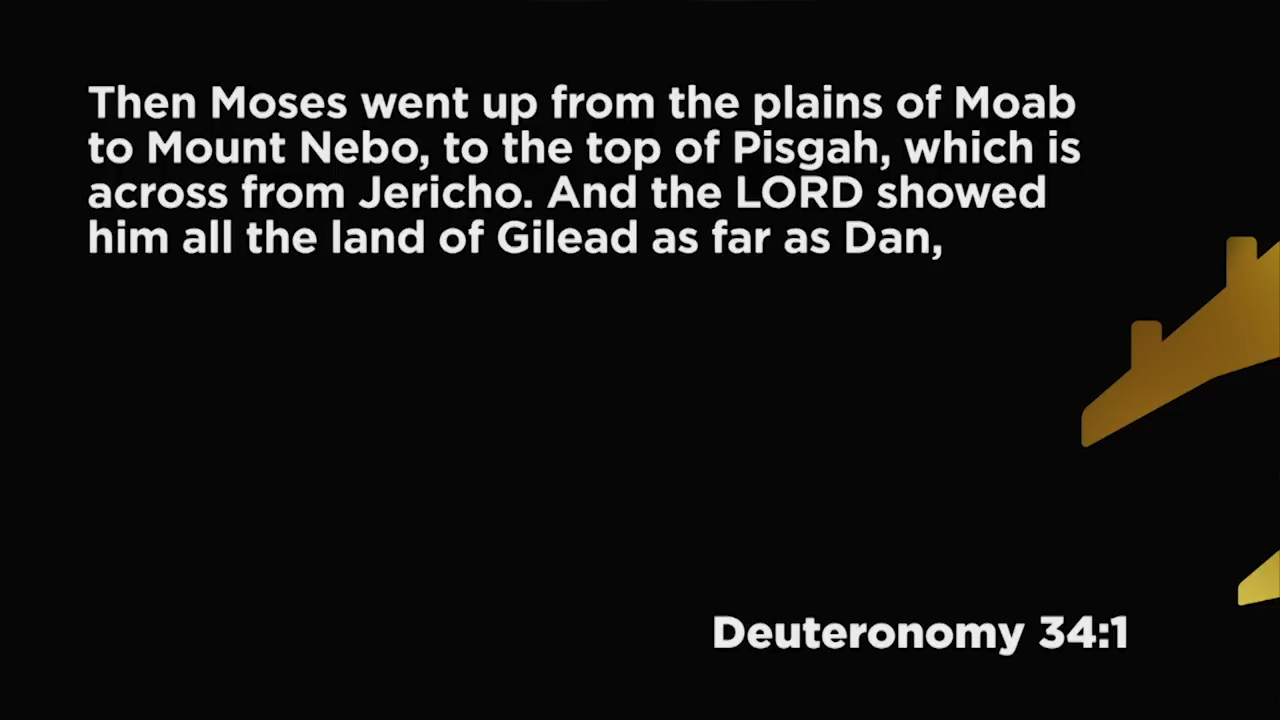 Then Moses went up from the plains of Moab
to Mount Nebo, to the top of Pisgah, which is
across from Jericho. And the LORD showed
him all the land of Gilead as far as Dan,
Deuteronomy 34:1